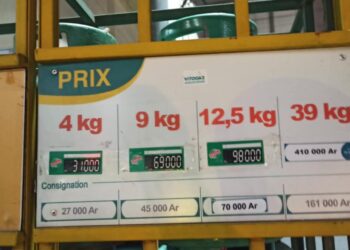 PRIX
VITOGAZ
4 kg
9 kg
12,5 kg
39 kg
31000
69000
98000
410 000 Ar
Consignation
27 000 Ar
45 000 Ar
70 000 Ar
161 000 Ar